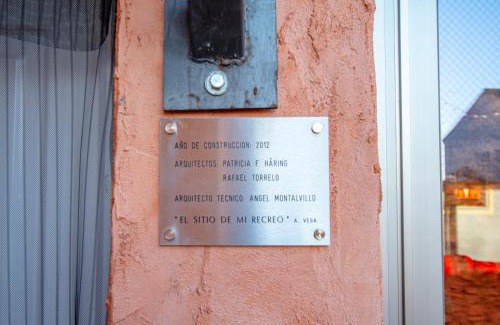 AÑO DE CONSTRUCCION: 2012
ARQUITECTOS: PATRICIA F. HÄRING
RAFAEL TORRELO
ARQUITECTO TECNICO: ANGEL MONTALVILLO
"EL SITIO DE MI RECREO" A. VEGA